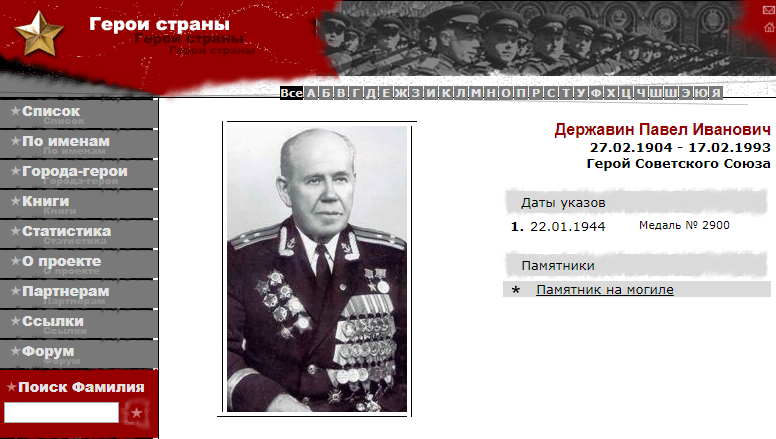 Герои страны
Герои страны
Герои страны
Все А Б В Г Д Е Ж З И К Л М Н О П Р С Т У Ф Х Ц Ч Ш Щ Э Ю Я
Список
Список
По именам
По именам
Города-герои
Города-герои
Книги
Книги
Статистика
Статистика
О проекте
О проекте
Партнерам
Партнерам
Ссылки
Ссылки
Форум
Форум
Поиск Фамилия
Державин Павел Иванович
27.02.1904 - 17.02.1993
Герой Советского Союза
Даты указов
1. 22.01.1944 Медаль № 2900
Памятники
* Памятник на могиле